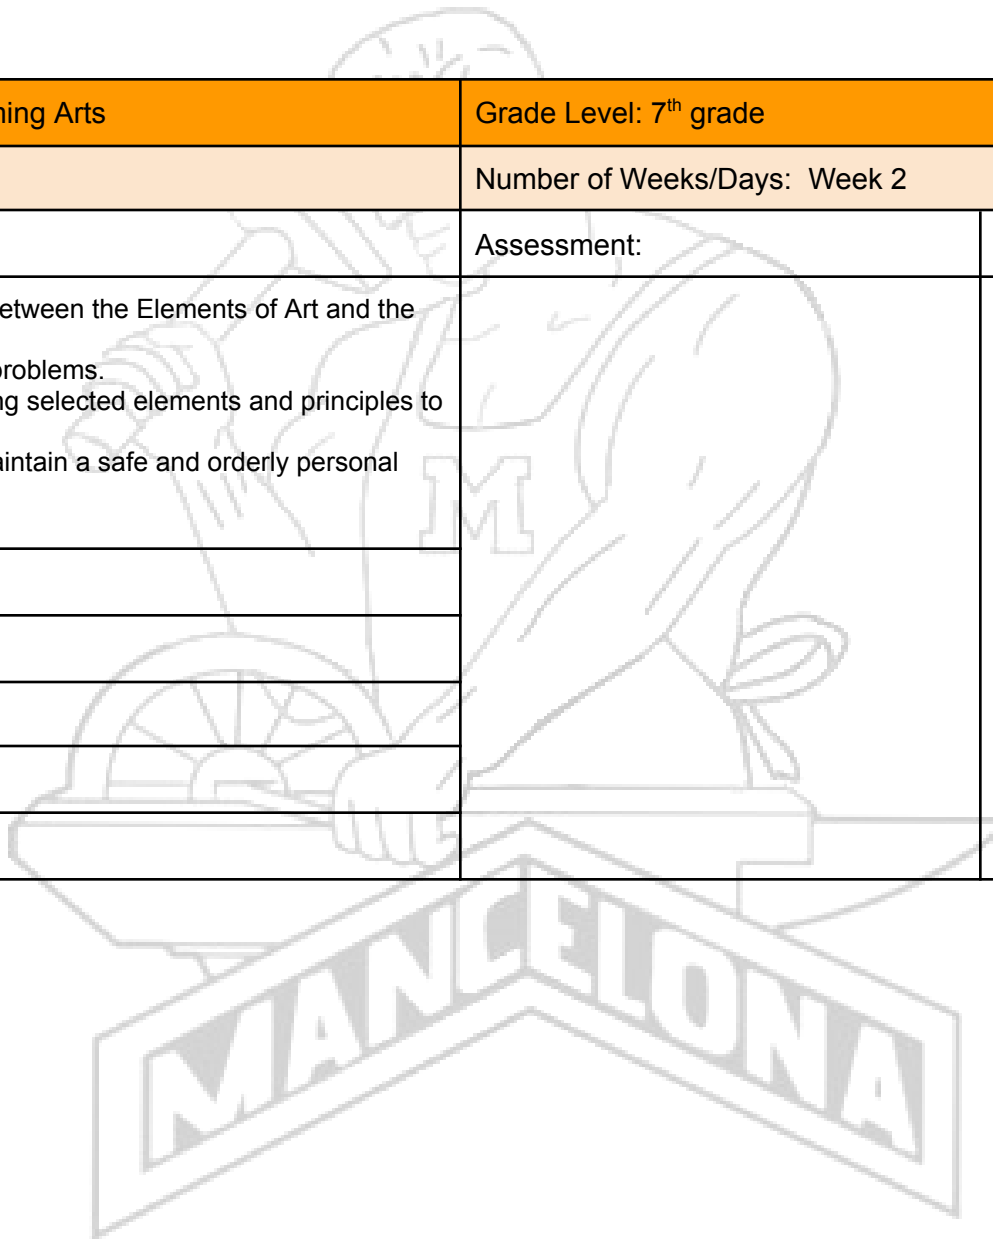 ning Arts
Grade Level: 7th grade
Number of Weeks/Days: Week 2
Assessment:
etween the Elements of Art and the
problems.
ng selected elements and principles to
aintain a safe and orderly personal
M
MANCELONA